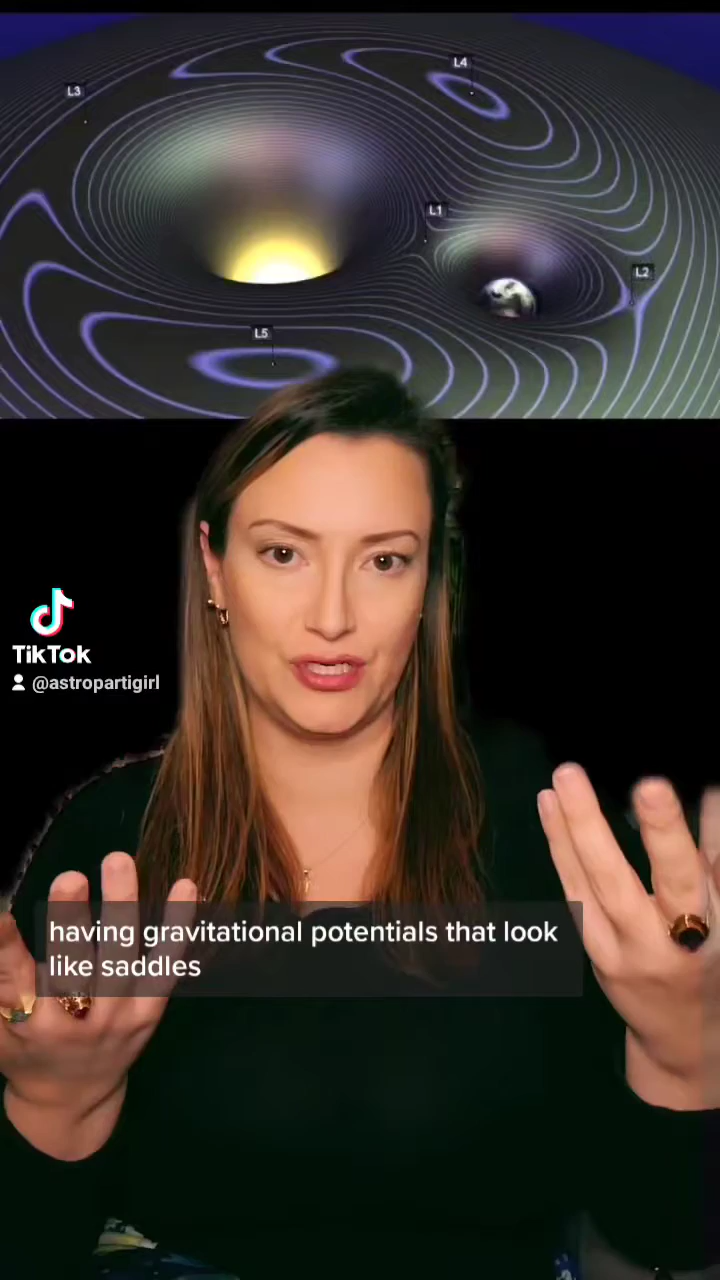 L4
L3
L1
L2
L5
TikTok
@astropartigirl
having gravitational potentials that look
like saddles